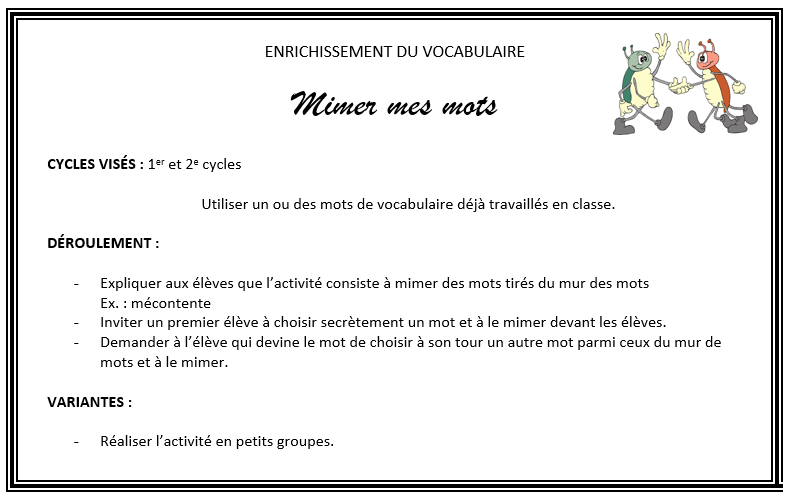 ENRICHISSEMENT DU VOCABULAIRE
Mimer mes mots
CYCLES VISÉS : 1er et 2e cycles
Utiliser un ou des mots de vocabulaire déjà travaillés en classe.
DÉROULEMENT :
- Expliquer aux élèves que l’activité consiste à mimer des mots tirés du mur des mots
Ex. : mécontente
- Inviter un premier élève à choisir secrètement un mot et à le mimer devant les élèves.
- Demander à l’élève qui devine le mot de choisir à son tour un autre mot parmi ceux du mur de
mots et à le mimer.
VARIANTES :
- Réaliser l’activité en petits groupes.